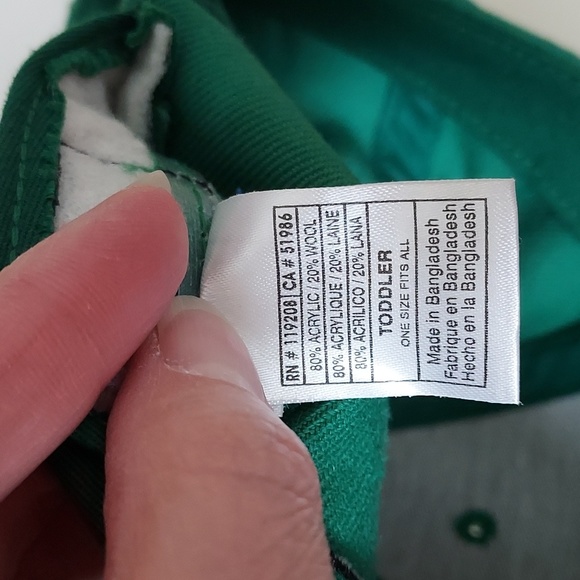 RN # 119208 CA # 51986
80% ACRYLIC / 20% WOOL
80% ACRYLIQUE / 20% LAINE
80% ACRILICO / 20% LANA
TODDLER
ONE SIZE FITS ALL
Made in Bangladesh
Fabrique en Bangladesh
Hecho en la Bangladesh